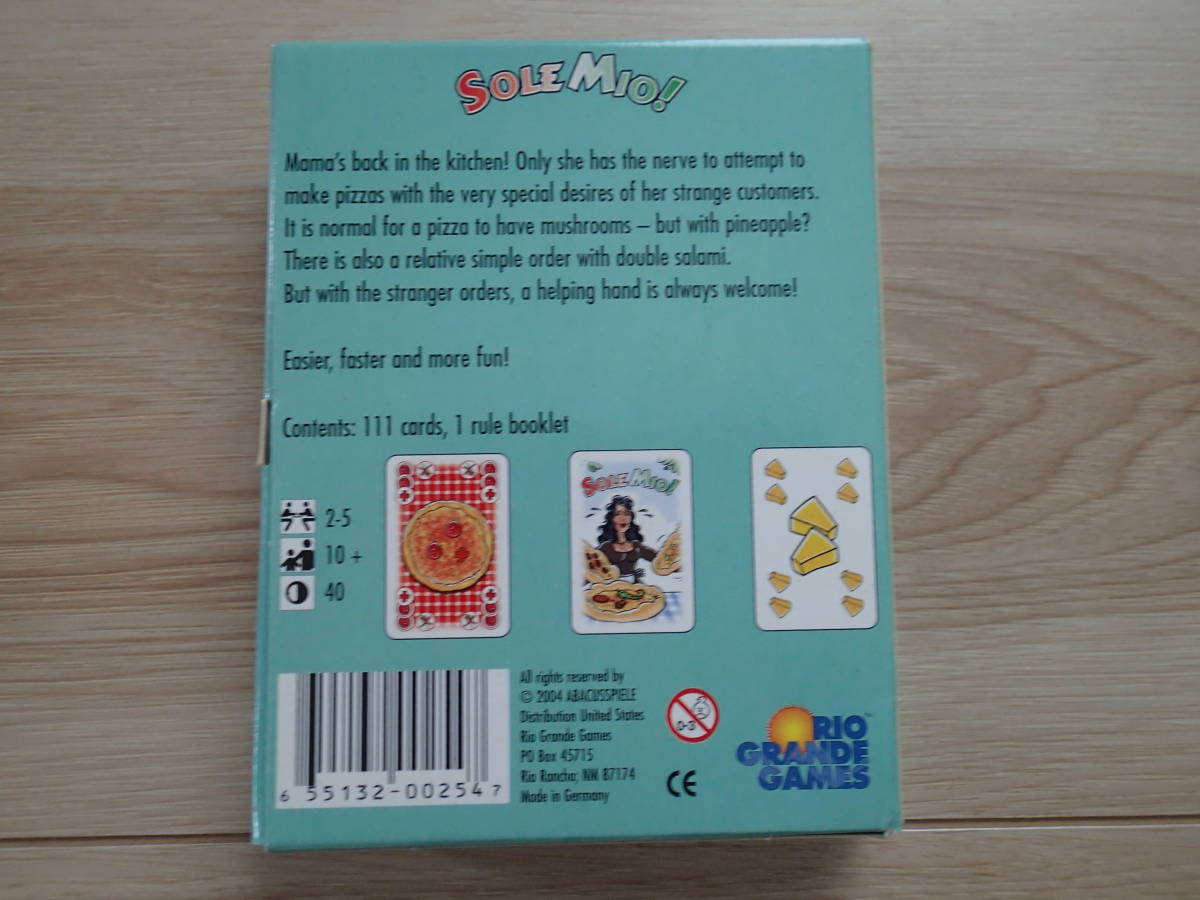 SOLE MIO!
Mama's back in the kitchen! Only she has the nerve to attempt to
make pizzas with the very special desires of her strange customers.
It is normal for a pizza to have mushrooms – but with pineapple?
There is also a relative simple order with double salami.
But with the stranger orders, a helping hand is always welcome!
Easier, faster and more fun!
Contents: 111 cards, 1 rule booklet
SOLE MIO!
2-5
10 +
40
All rights reserved by
© 2004 ABACUSSPIELE
Distribution United States
Rio Grande Games
PO Box 45715
Rio Rancho, NM 87174
Made in Germany
6 55132-00254 7
0-3
CE
RIO™
GRANDE
GAMES